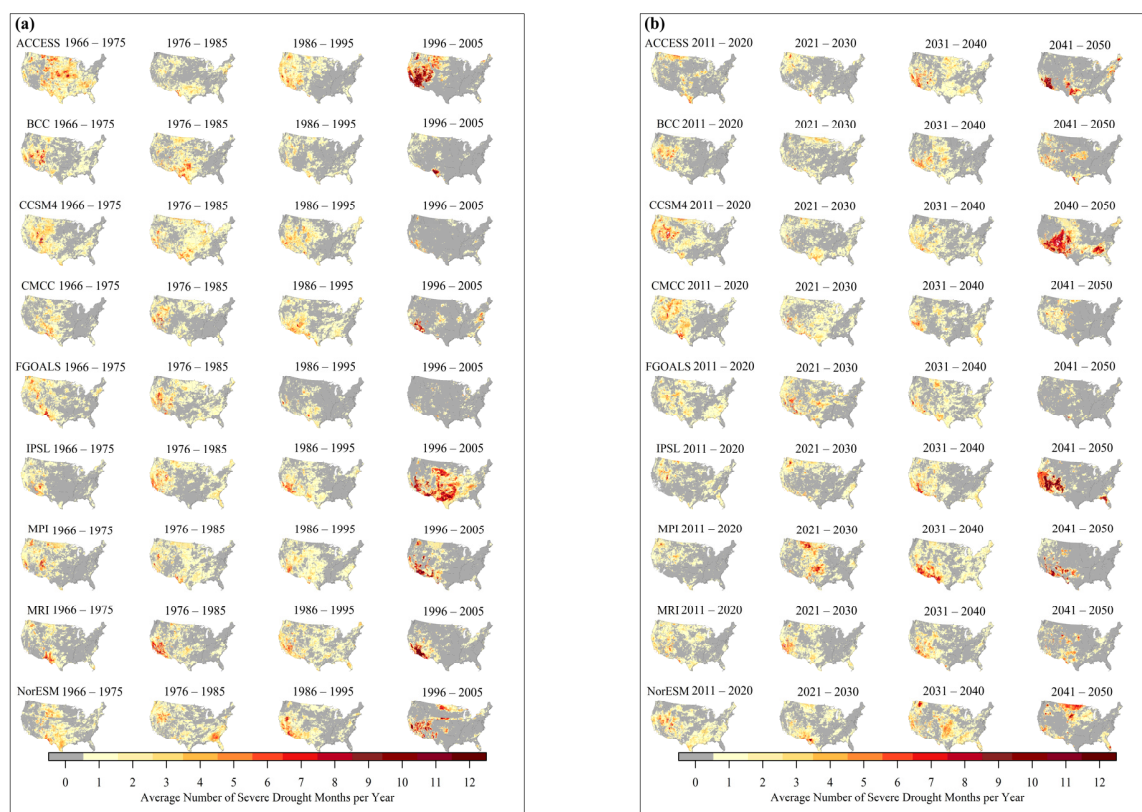 (a)
ACCESS 1966 – 1975 1976 – 1985 1986 – 1995 1996 – 2005
BCC 1966 – 1975 1976 – 1985 1986 – 1995 1996 – 2005
CCSM4 1966 – 1975 1976 – 1985 1986 – 1995 1996 – 2005
CMCC 1966 – 1975 1976 – 1985 1986 – 1995 1996 – 2005
FGOALS 1966 – 1975 1976 – 1985 1986 – 1995 1996 – 2005
IPSL 1966 – 1975 1976 – 1985 1986 – 1995 1996 – 2005
MPI 1966 – 1975 1976 – 1985 1986 – 1995 1996 – 2005
MRI 1966 – 1975 1976 – 1985 1986 – 1995 1996 – 2005
NorESM 1966 – 1975 1976 – 1985 1986 – 1995 1996 – 2005
0 1 2 3 4 5 6 7 8 9 10 11 12
Average Number of Severe Drought Months per Year
(b)
ACCESS 2011 – 2020 2021 – 2030 2031 – 2040 2041 – 2050
BCC 2011 – 2020 2021 – 2030 2031 – 2040 2041 – 2050
CCSM4 2011 – 2020 2021 – 2030 2031 – 2040 2040 – 2050
CMCC 2011 – 2020 2021 – 2030 2031 – 2040 2041 – 2050
FGOALS 2011 – 2020 2021 – 2030 2031 – 2040 2041 – 2050
IPSL 2011 – 2020 2021 – 2030 2031 – 2040 2041 – 2050
MPI 2011 – 2020 2021 – 2030 2031 – 2040 2041 – 2050
MRI 2011 – 2020 2021 – 2030 2031 – 2040 2041 – 2050
NorESM 2011 – 2020 2021 – 2030 2031 – 2040 2041 – 2050
0 1 2 3 4 5 6 7 8 9 10 11 12
Average Number of Severe Drought Months per Year